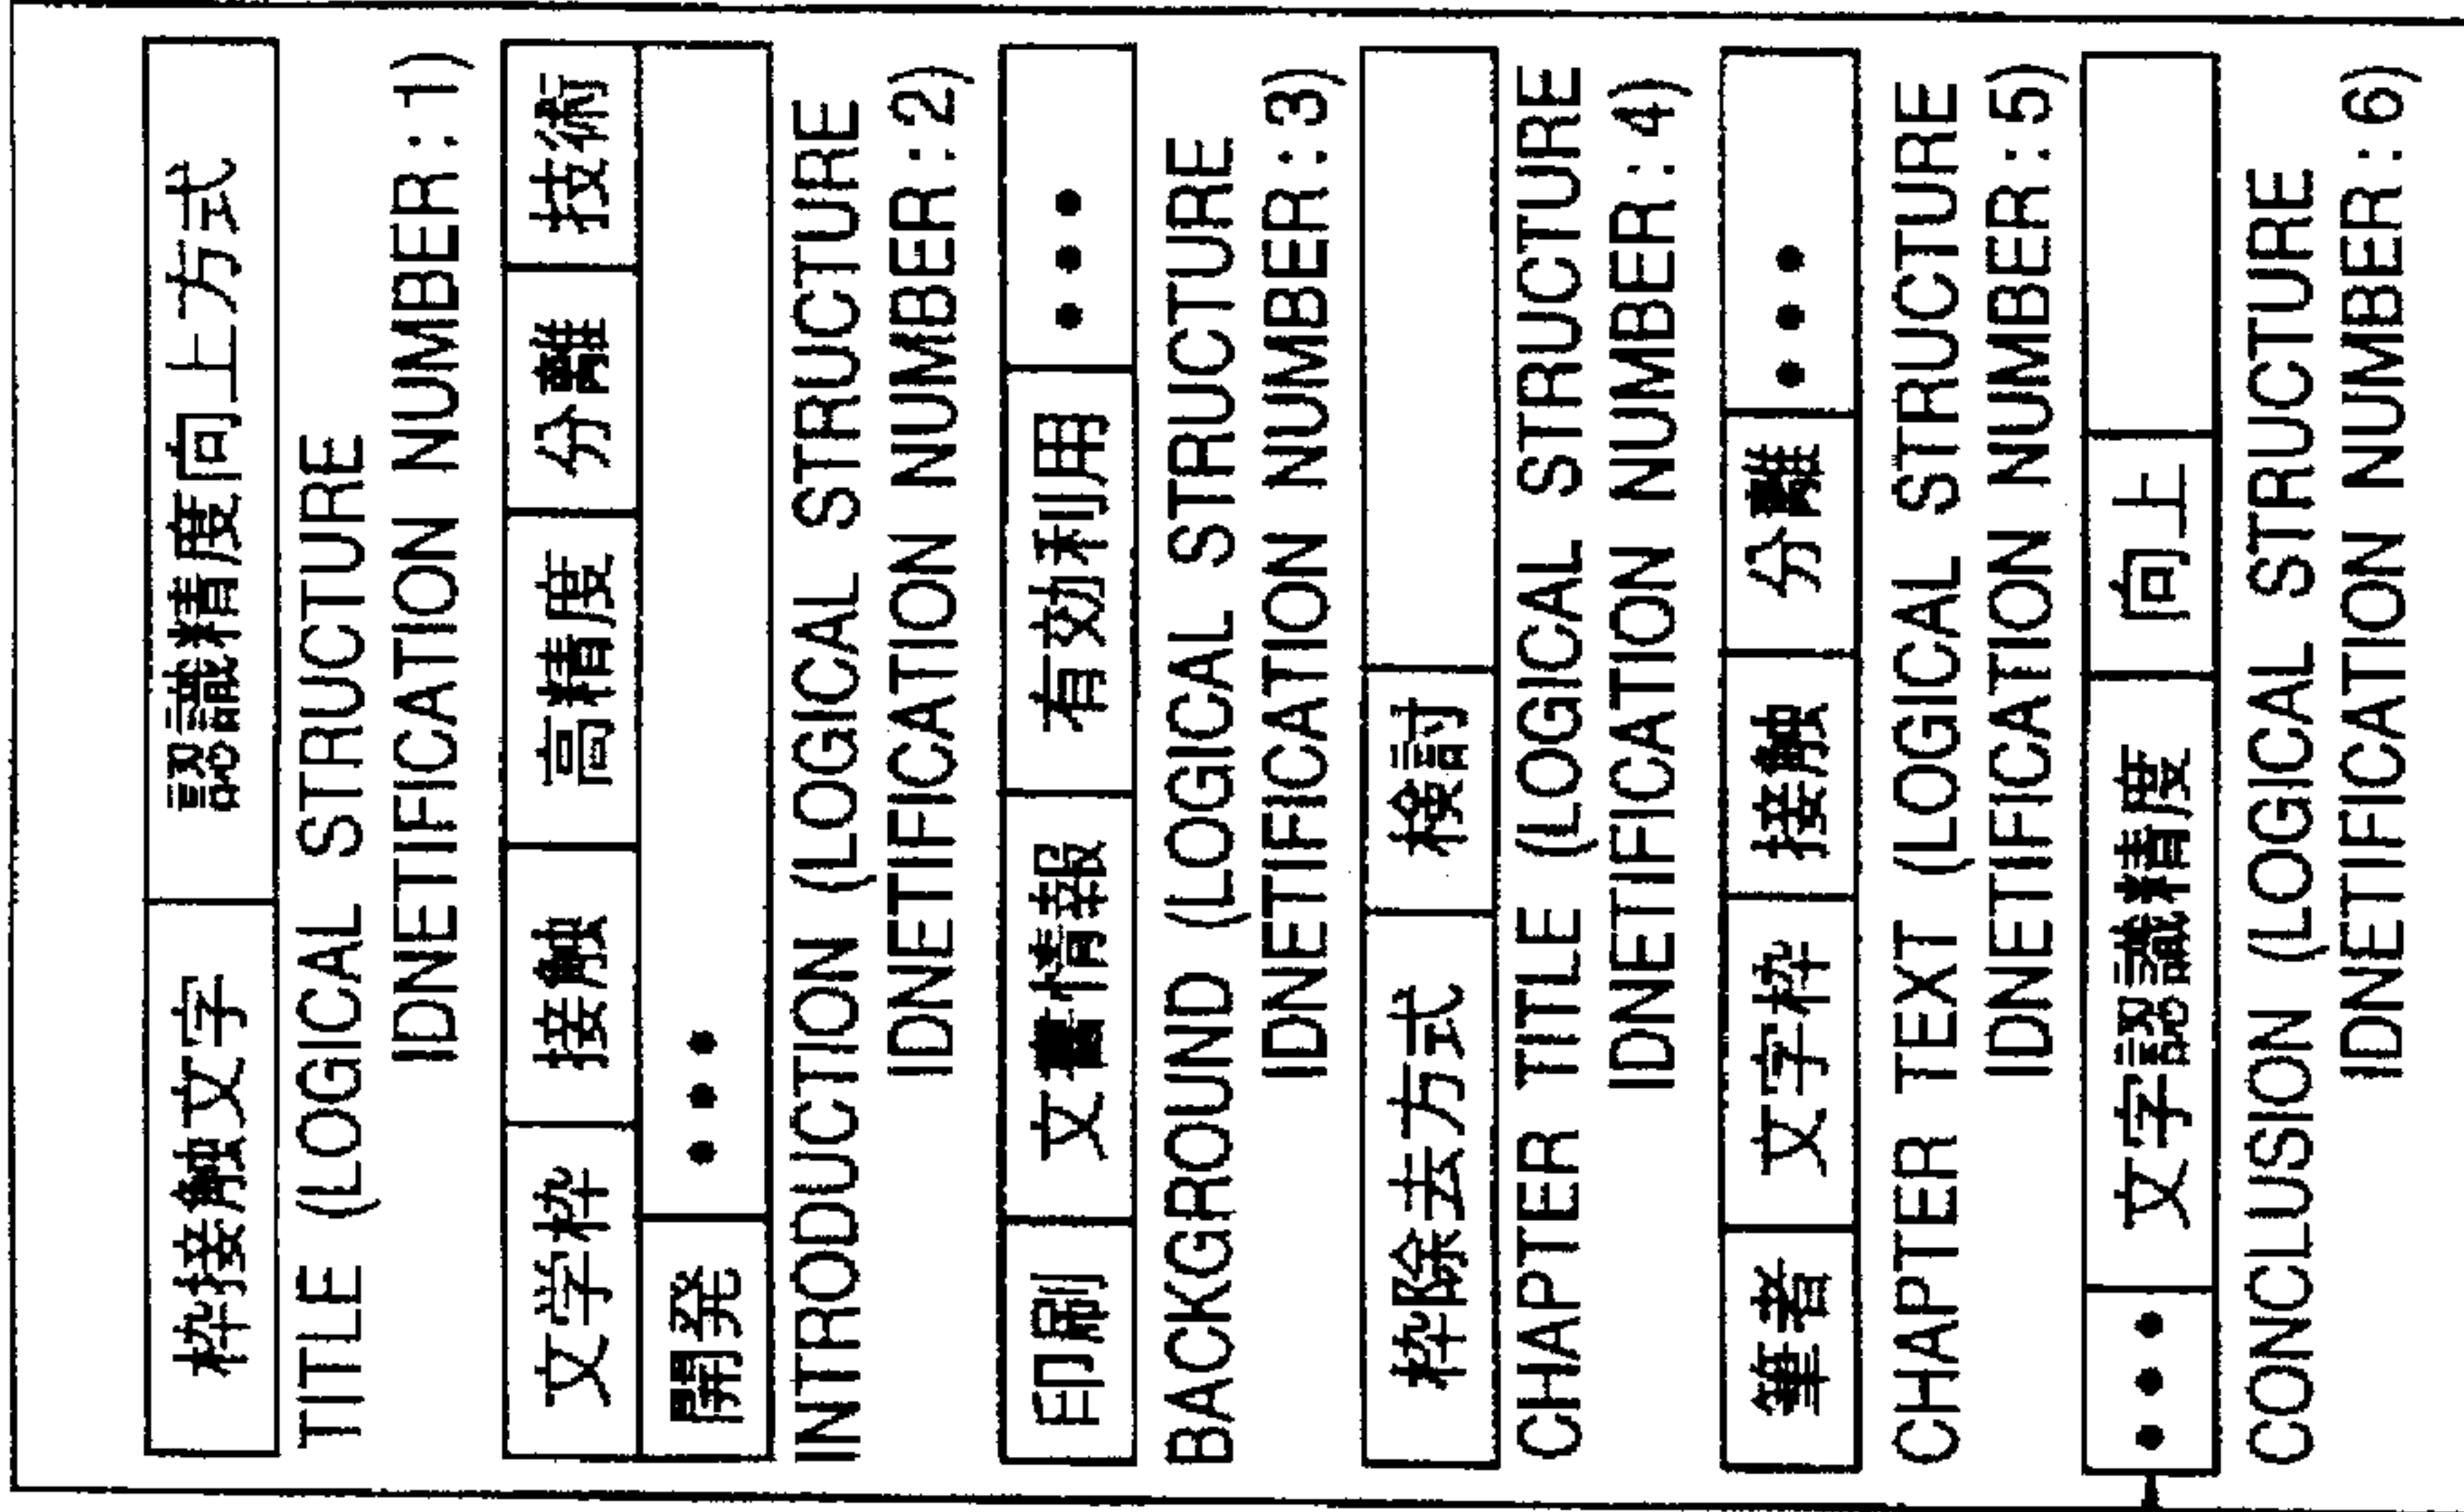 枠接触文字 認識精度向上方式
TITLE (LOGICAL STRUCTURE
IDNETIFICATION NUMBER : 1)
文学枠 接触 高精度 分離 技術
開発 •••
INTRODUCTION (LOGICAL STRUCTURE
IDNETIFICATION NUMBER : 2)
印刷 文書情報 有効利用 •••
BACKGROUND (LOGICAL STRUCTURE
IDNETIFICATION NUMBER : 3)
枠除去方式 検討
CHAPTER TITLE (LOGICAL STRUCTURE
IDNETIFICATION NUMBER : 4)
筆者 文字枠 接触 分離 •••
CHAPTER TEXT (LOGICAL STRUCTURE
IDNETIFICATION NUMBER : 5)
••• 文字認識精度 向上
CONCLUSION (LOGICAL STRUCTURE
IDNETIFICATION NUMBER : 6)